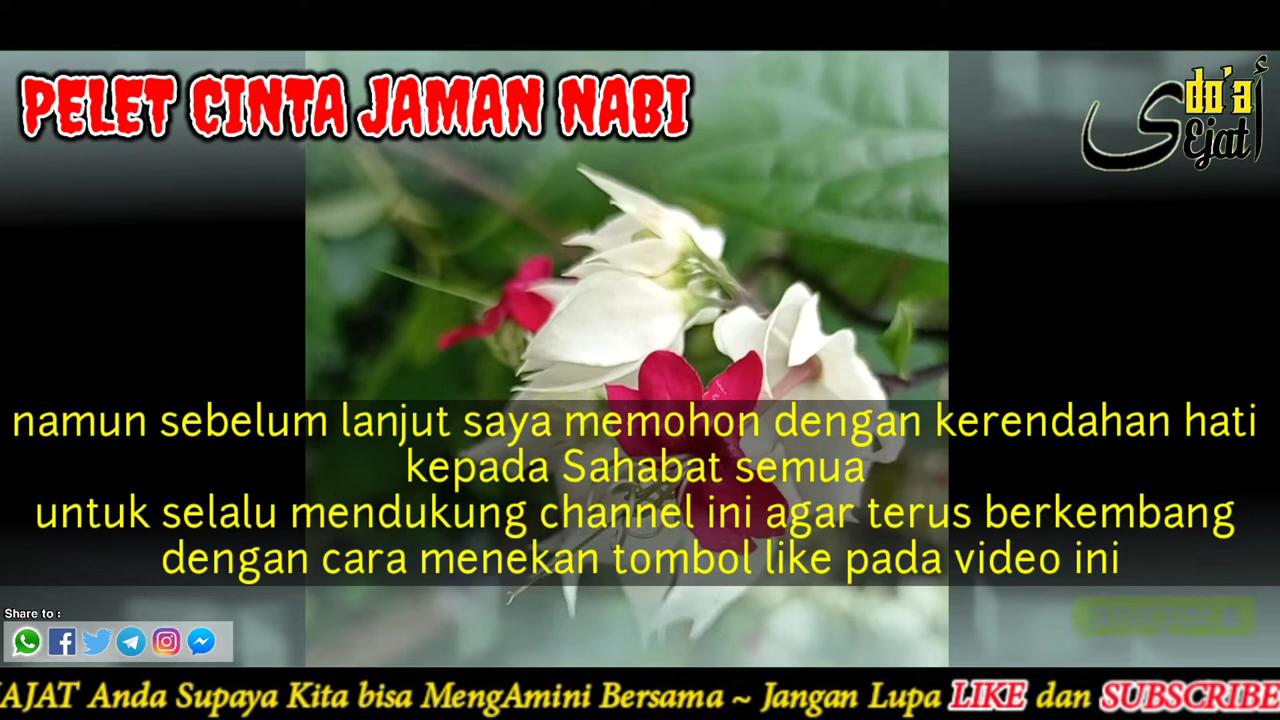 PELET CINTA JAMAN NABI
do'a
Ejat
namun sebelum lanjut saya memohon dengan kerendahan hati
kepada Sahabat semua
untuk selalu mendukung channel ini agar terus berkembang
dengan cara menekan tombol like pada video ini
Share to :
AJAT Anda Supaya Kita bisa MengAmini Bersama ~ Jangan Lupa LIKE dan SUBSCRIBE